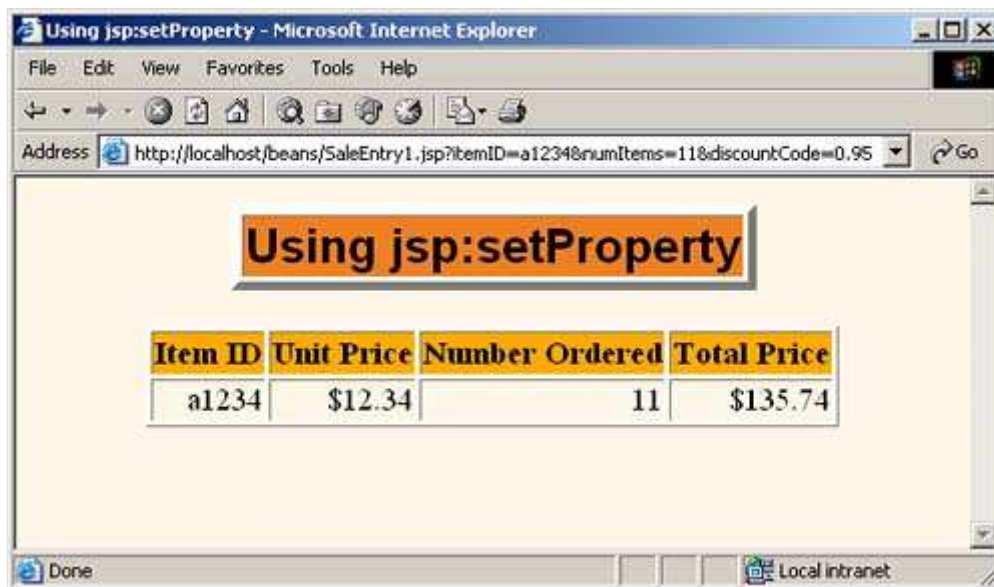 Using jsp:setProperty - Microsoft Internet Explorer
File Edit View Favorites Tools Help
Address http://localhost/beans/SaleEntry1.jsp?itemID=a1234&numItems=11&discountCode=0.95 Go
Using jsp:setProperty
Item ID Unit Price Number Ordered Total Price
a1234 $12.34 11 $135.74
Done Local intranet